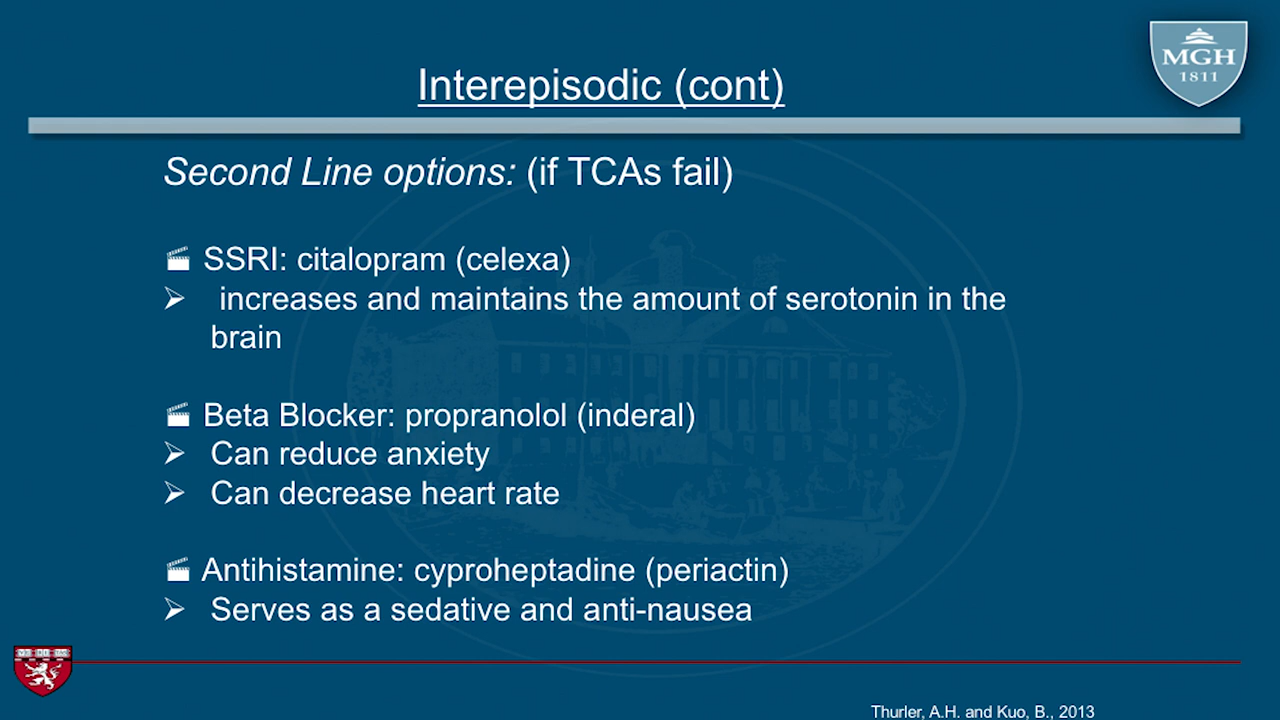 MGH
1811
Interepisodic (cont)
Second Line options: (if TCAs fail)
SSRI: citalopram (celexa)
➢ increases and maintains the amount of serotonin in the
brain
Beta Blocker: propranolol (inderal)
➢ Can reduce anxiety
➢ Can decrease heart rate
Antihistamine: cyproheptadine (periactin)
➢ Serves as a sedative and anti-nausea
Thurler, A.H. and Kuo, B., 2013